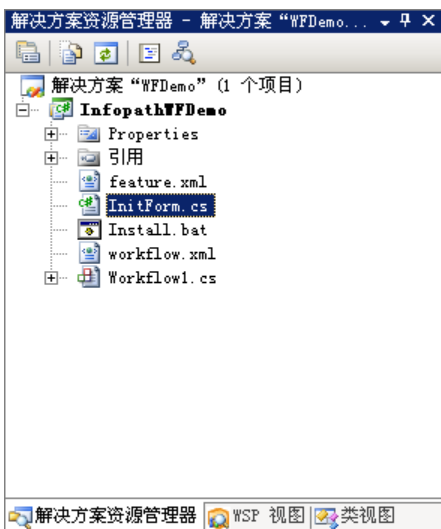 解决方案资源管理器 - 解决方案“WFDemo...
解决方案“WFDemo”(1 个项目)
InfopathWFDemo
Properties
引用
feature.xml
InitForm.cs
Install.bat
workflow.xml
Workflow1.cs
解决方案资源管理器 WSP 视图 类视图